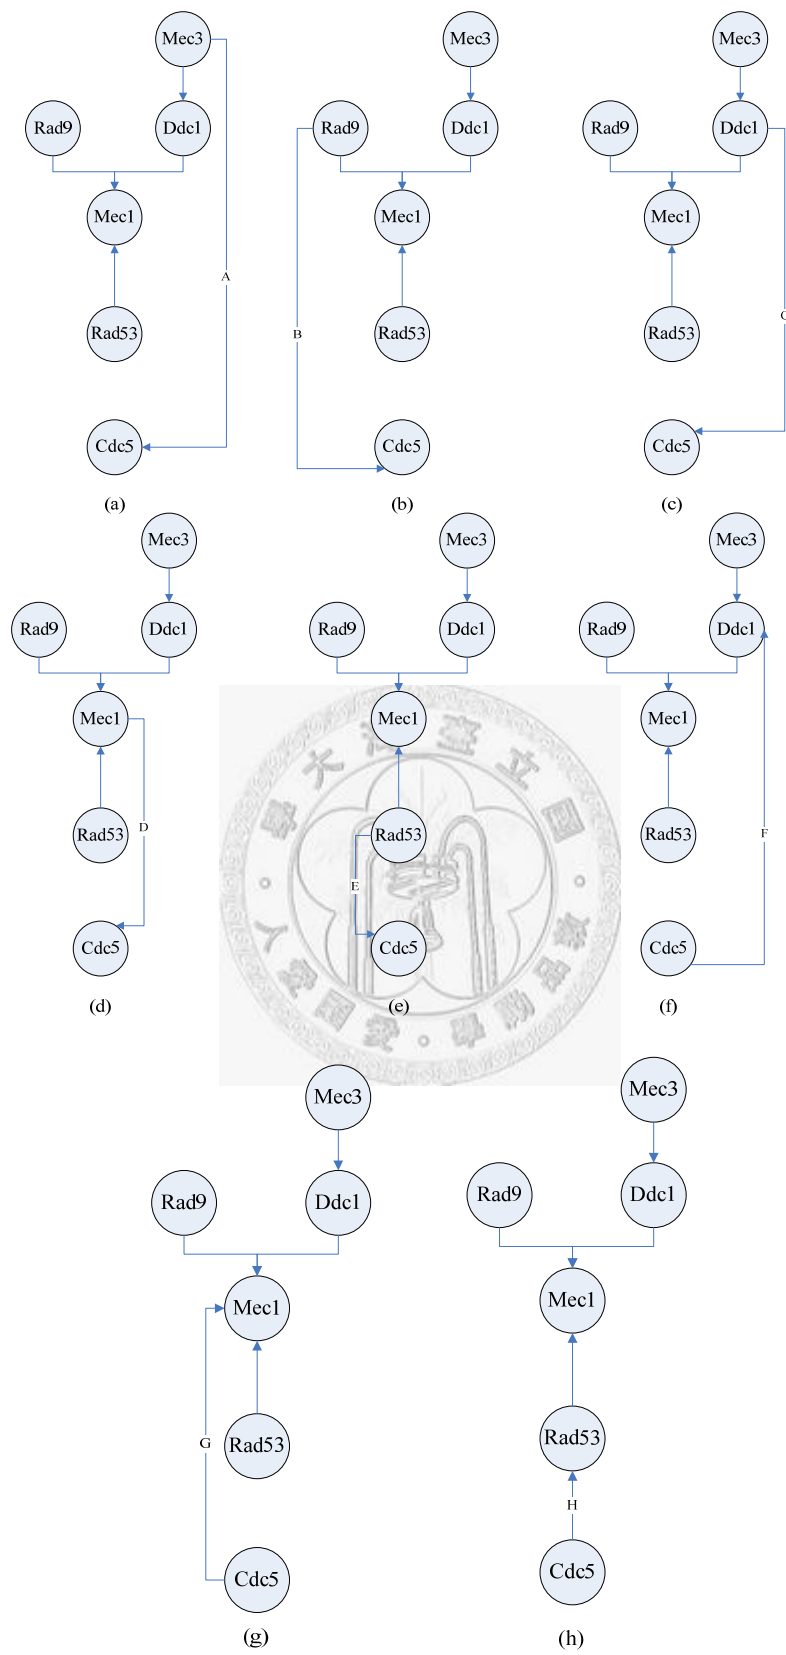 Mec3 Mec3 Mec3
Rad9 Ddc1 Rad9 Ddc1 Rad9 Ddc1
Mec1 Mec1 Mec1
A
C
Rad53 B Rad53 Rad53
Cdc5 Cdc5 Cdc5
(a) (b) (c)
Mec3 Mec3 Mec3
Rad9 Ddc1 Rad9 Ddc1 Rad9 Ddc1
Mec1 Mec1 Mec1
Rad53 D Rad53 Rad53 F
E
Cdc5 Cdc5 Cdc5
(d) (e) (f)
Mec3 Mec3
Rad9 Ddc1 Rad9 Ddc1
Mec1 Mec1
G Rad53 Rad53
H
Cdc5 Cdc5
(g) (h)